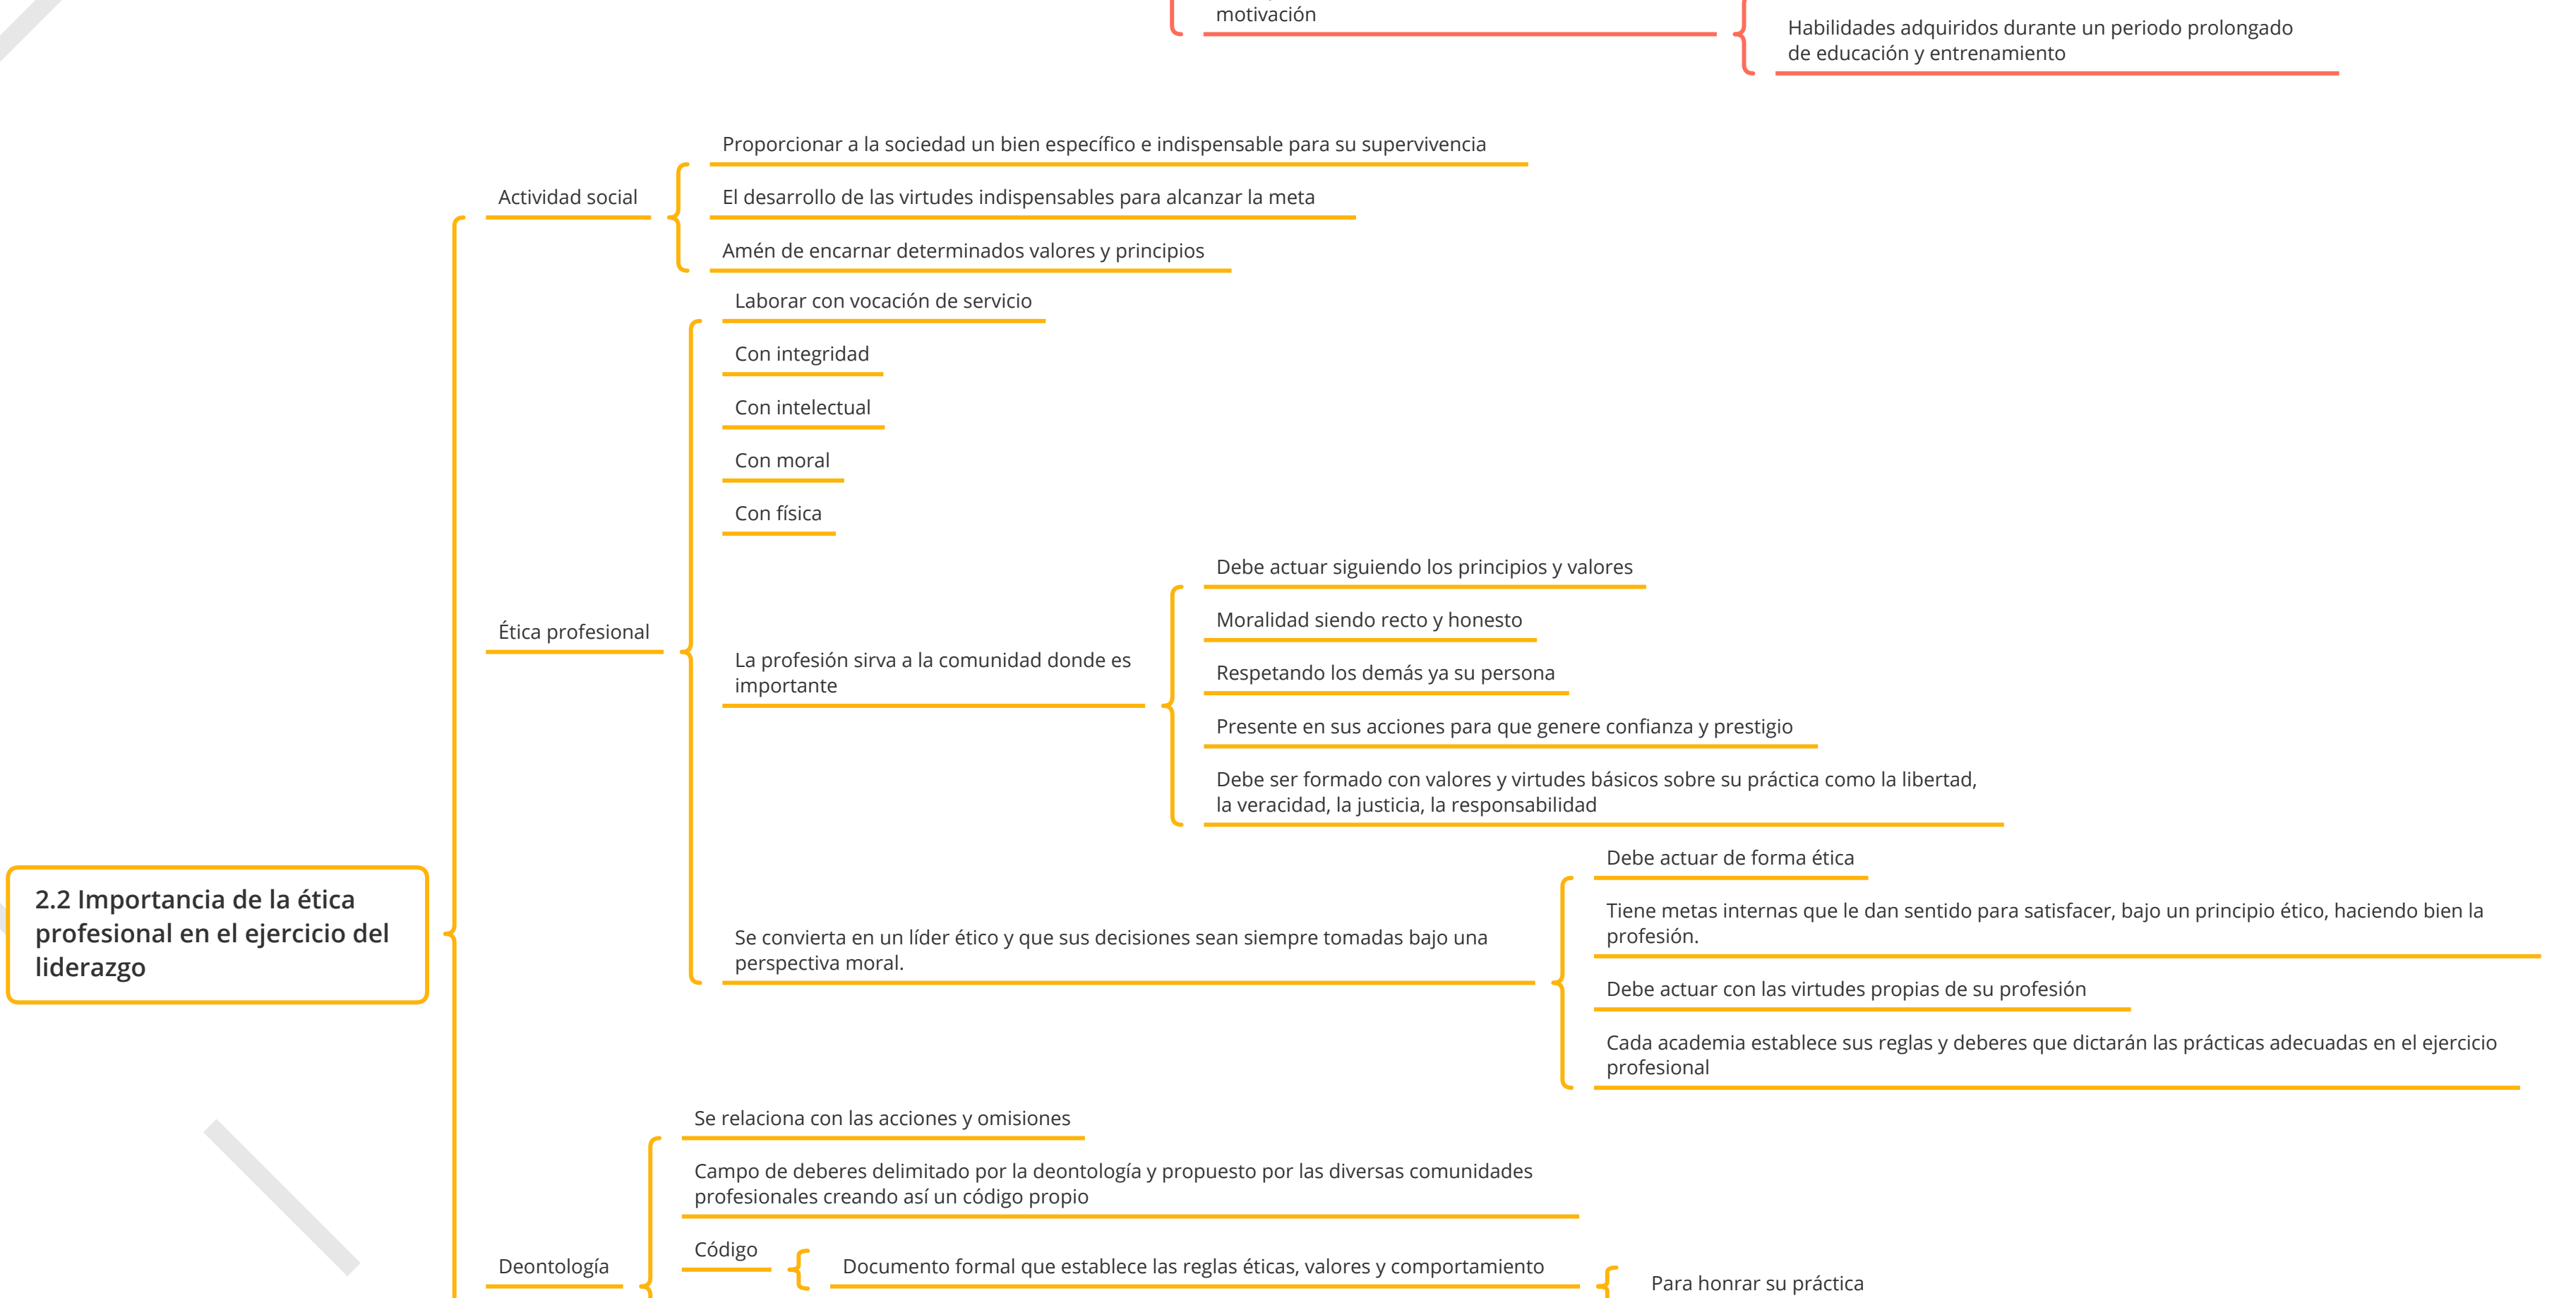 motivación
Habilidades adquiridos durante un periodo prolongado
de educación y entrenamiento
Proporcionar a la sociedad un bien específico e indispensable para su supervivencia
Actividad social
El desarrollo de las virtudes indispensables para alcanzar la meta
Amén de encarnar determinados valores y principios
Laborar con vocación de servicio
Con integridad
Con intelectual
Con moral
Con física
Ética profesional
La profesión sirva a la comunidad donde es
importante
Debe actuar siguiendo los principios y valores
Moralidad siendo recto y honesto
Respetando los demás ya su persona
Presente en sus acciones para que genere confianza y prestigio
Debe ser formado con valores y virtudes básicos sobre su práctica como la libertad,
la veracidad, la justicia, la responsabilidad
2.2 Importancia de la ética
profesional en el ejercicio del
liderazgo
Se convierta en un líder ético y que sus decisiones sean siempre tomadas bajo una
perspectiva moral.
Debe actuar de forma ética
Tiene metas internas que le dan sentido para satisfacer, bajo un principio ético, haciendo bien la
profesión.
Debe actuar con las virtudes propias de su profesión
Cada academia establece sus reglas y deberes que dictarán las prácticas adecuadas en el ejercicio
profesional
Se relaciona con las acciones y omisiones
Campo de deberes delimitado por la deontología y propuesto por las diversas comunidades
profesionales creando así un código propio
Deontología
Código
Documento formal que establece las reglas éticas, valores y comportamiento
Para honrar su práctica